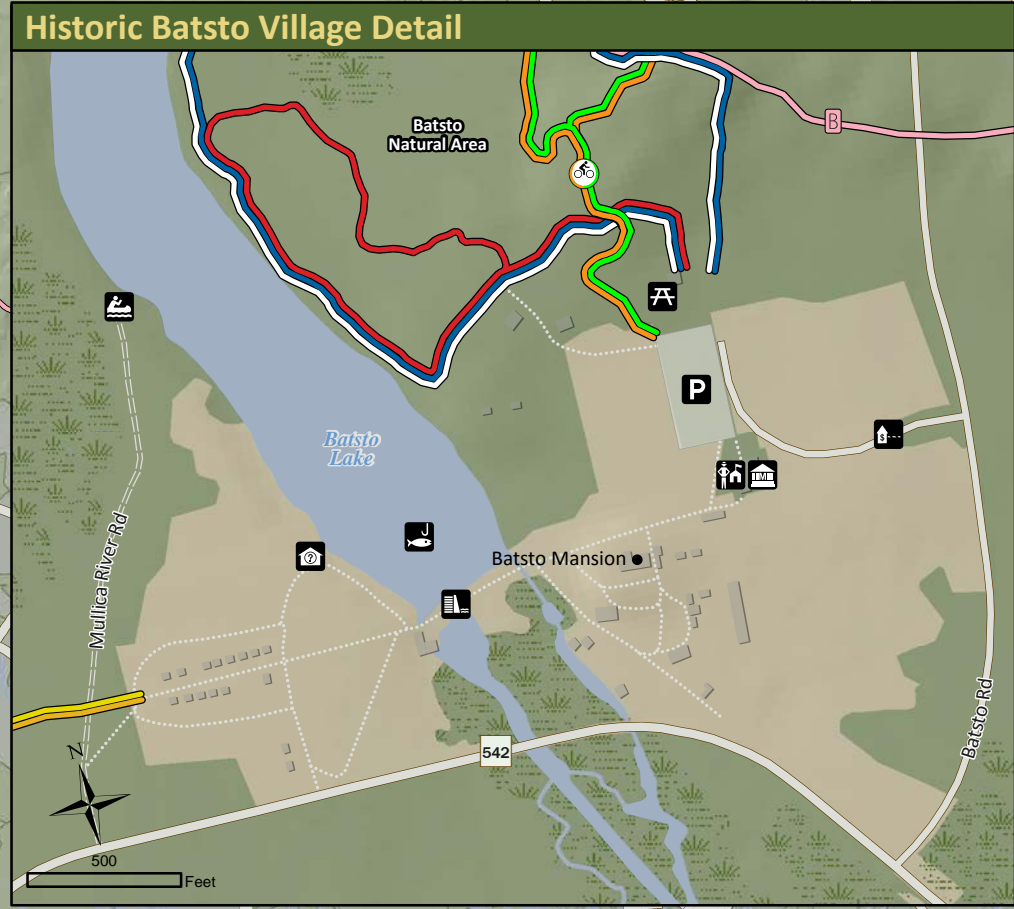 Historic Batsto Village Detail
Batsto
Natural Area
B
P
$
Batsto
Lake
M
Batsto Mansion
?
Mullica River Rd
542
Batsto Rd
N
500
Feet